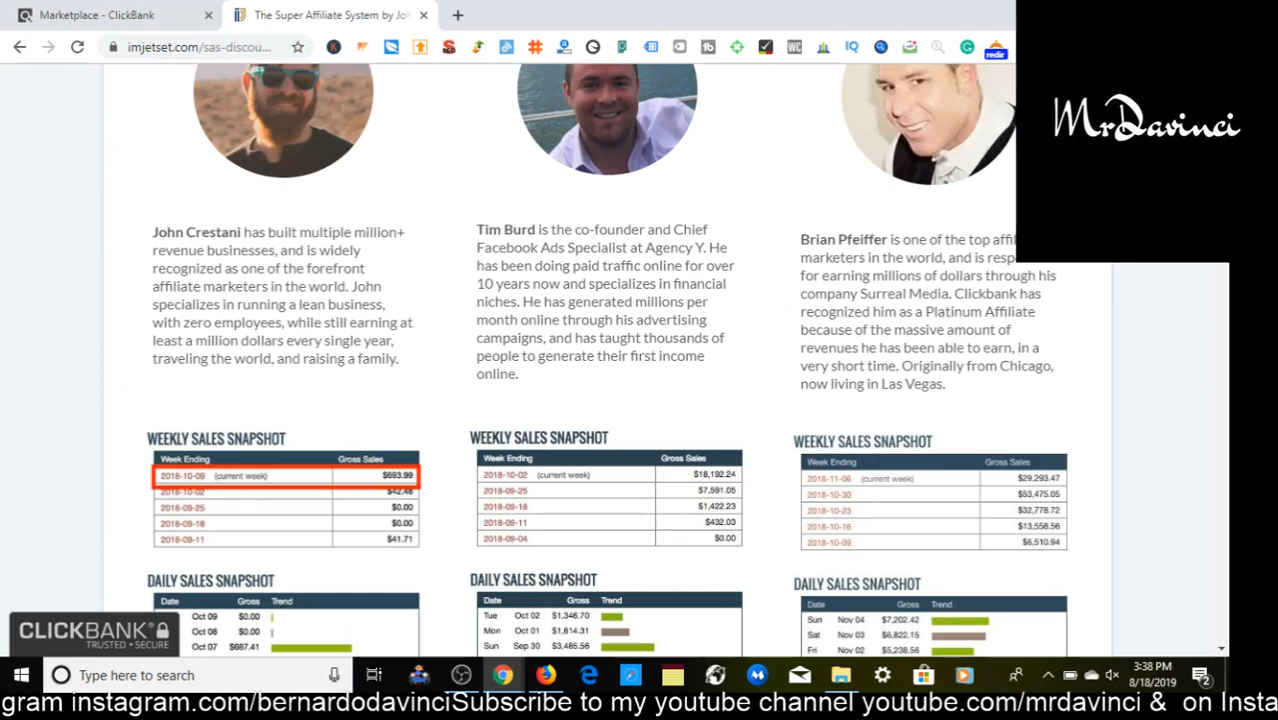 Marketplace - ClickBank
The Super Affiliate System by Joh
imjetset.com/sas-discou...
redir
MrDavinci
John Crestani has built multiple million+
revenue businesses, and is widely
recognized as one of the forefront
affiliate marketers in the world. John
specializes in running a lean business,
with zero employees, while still earning at
least a million dollars every single year,
traveling the world, and raising a family.
Tim Burd is the co-founder and Chief
Facebook Ads Specialist at Agency Y. He
has been doing paid traffic online for over
10 years now and specializes in financial
niches. He has generated millions per
month online through his advertising
campaigns, and has taught thousands of
people to generate their first income
online.
Brian Pfeiffer is one of the top affil
marketers in the world, and is resp
for earning millions of dollars through his
company Surreal Media. Clickbank has
recognized him as a Platinum Affiliate
because of the massive amount of
revenues he has been able to earn, in a
very short time. Originally from Chicago,
now living in Las Vegas.
WEEKLY SALES SNAPSHOT
Week Ending Gross Sales
2018-10-09 (current week) $693.99
2018-10-02 $42.48
2018-09-25 $0.00
2018-09-18 $0.00
2018-09-11 $41.71
WEEKLY SALES SNAPSHOT
Week Ending Gross Sales
2018-10-02 (current week) $18,192.24
2018-09-25 $7,591.05
2018-09-18 $1,422.23
2018-09-11 $432.03
2018-09-04 $0.00
WEEKLY SALES SNAPSHOT
Week Ending Gross Sales
2018-11-06 (current week) $29,293.47
2018-10-30 $53,475.05
2018-10-23 $32,778.72
2018-10-16 $13,558.56
2018-10-09 $6,510.94
DAILY SALES SNAPSHOT
Date Gross Trend
Oct 09 $0.00
Oct 08 $0.00
Oct 07 $687.41
DAILY SALES SNAPSHOT
Date Gross Trend
Tue Oct 02 $1,346.70
Mon Oct 01 $1,814.31
Sun Sep 30 $3,485.56
DAILY SALES SNAPSHOT
Date Gross Trend
Sun Nov 04 $7,202.42
Sat Nov 03 $6,822.15
Fri Nov 02 $5,238.56
CLICKBANK
TRUSTED • SECURE
Type here to search
3:38 PM
8/18/2019
2
gram instagram.com/bernardodavinciSubscribe to my youtube channel youtube.com/mrdavinci & on Insta